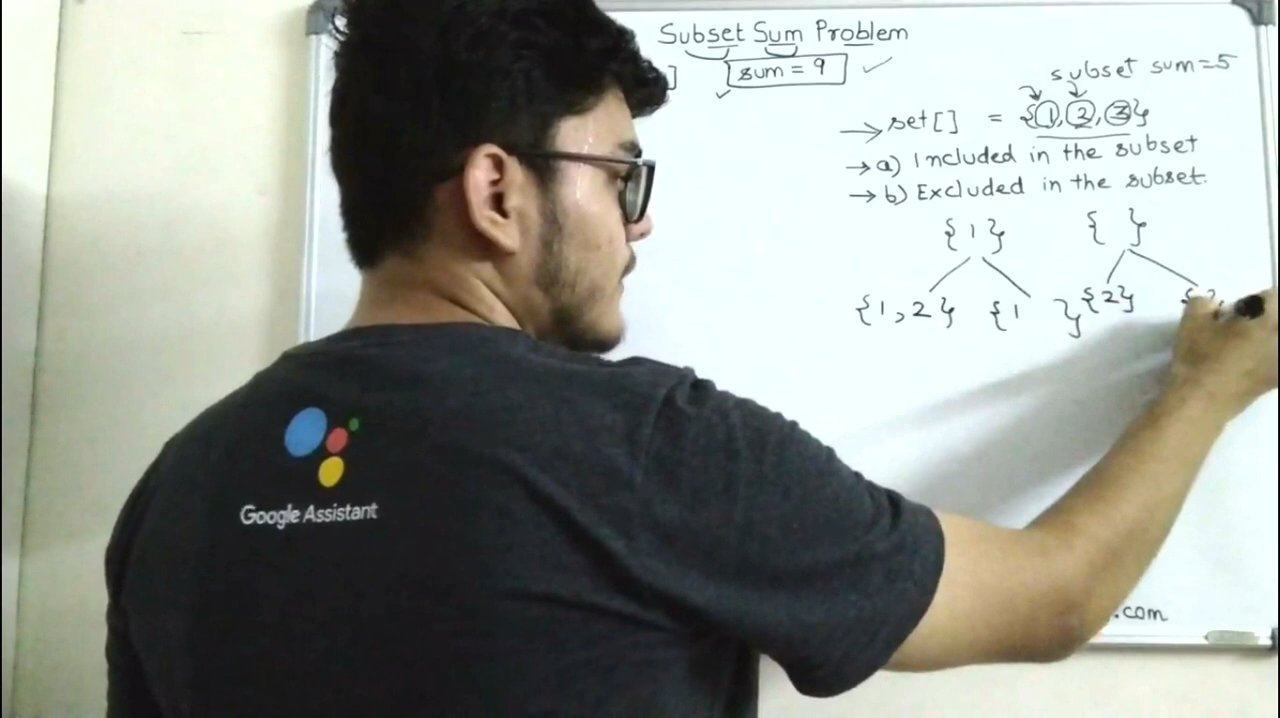 Subset Sum Problem
] sum = 9
subset sum=5
set[] = {1,2,3}
a) Included in the subset
b) Excluded in the subset.
{1} { }
{1,2} {1 } {2} {
Google Assistant
.com